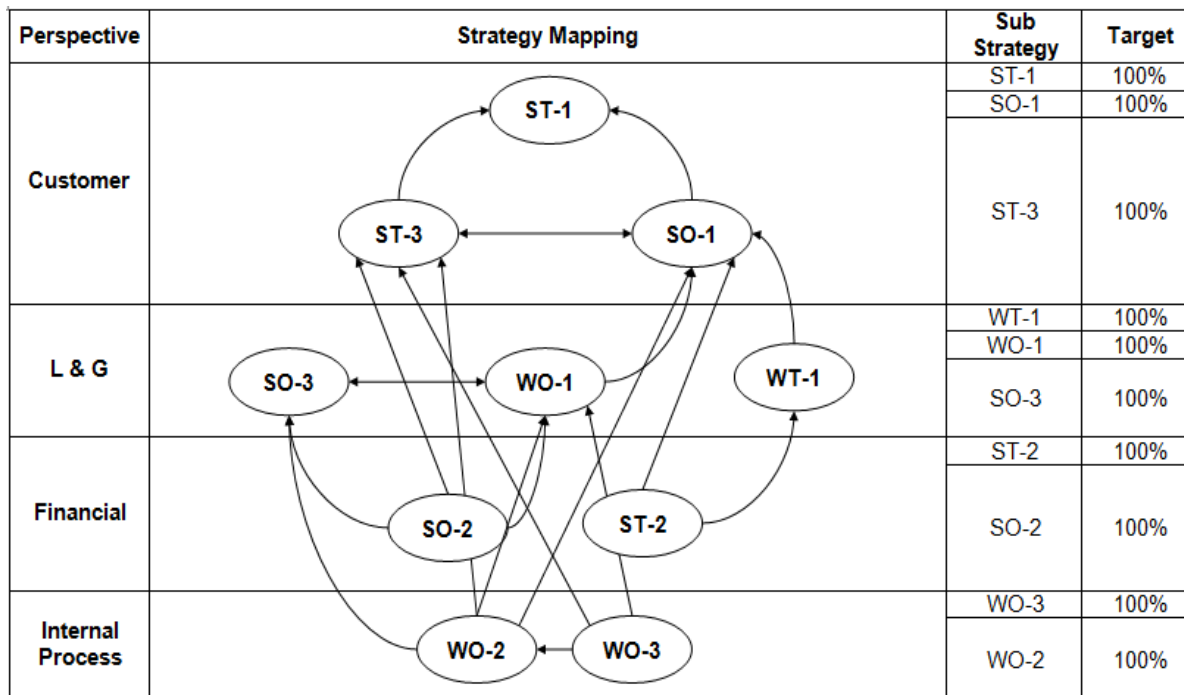 Perspective
Strategy Mapping
Sub
Strategy
Target
Customer
ST-1
ST-3
SO-1
ST-1
100%
SO-1
100%
ST-3
100%
L & G
SO-3
WO-1
WT-1
WT-1
100%
WO-1
100%
SO-3
100%
Financial
SO-2
ST-2
ST-2
100%
SO-2
100%
Internal
Process
WO-2
WO-3
WO-3
100%
WO-2
100%